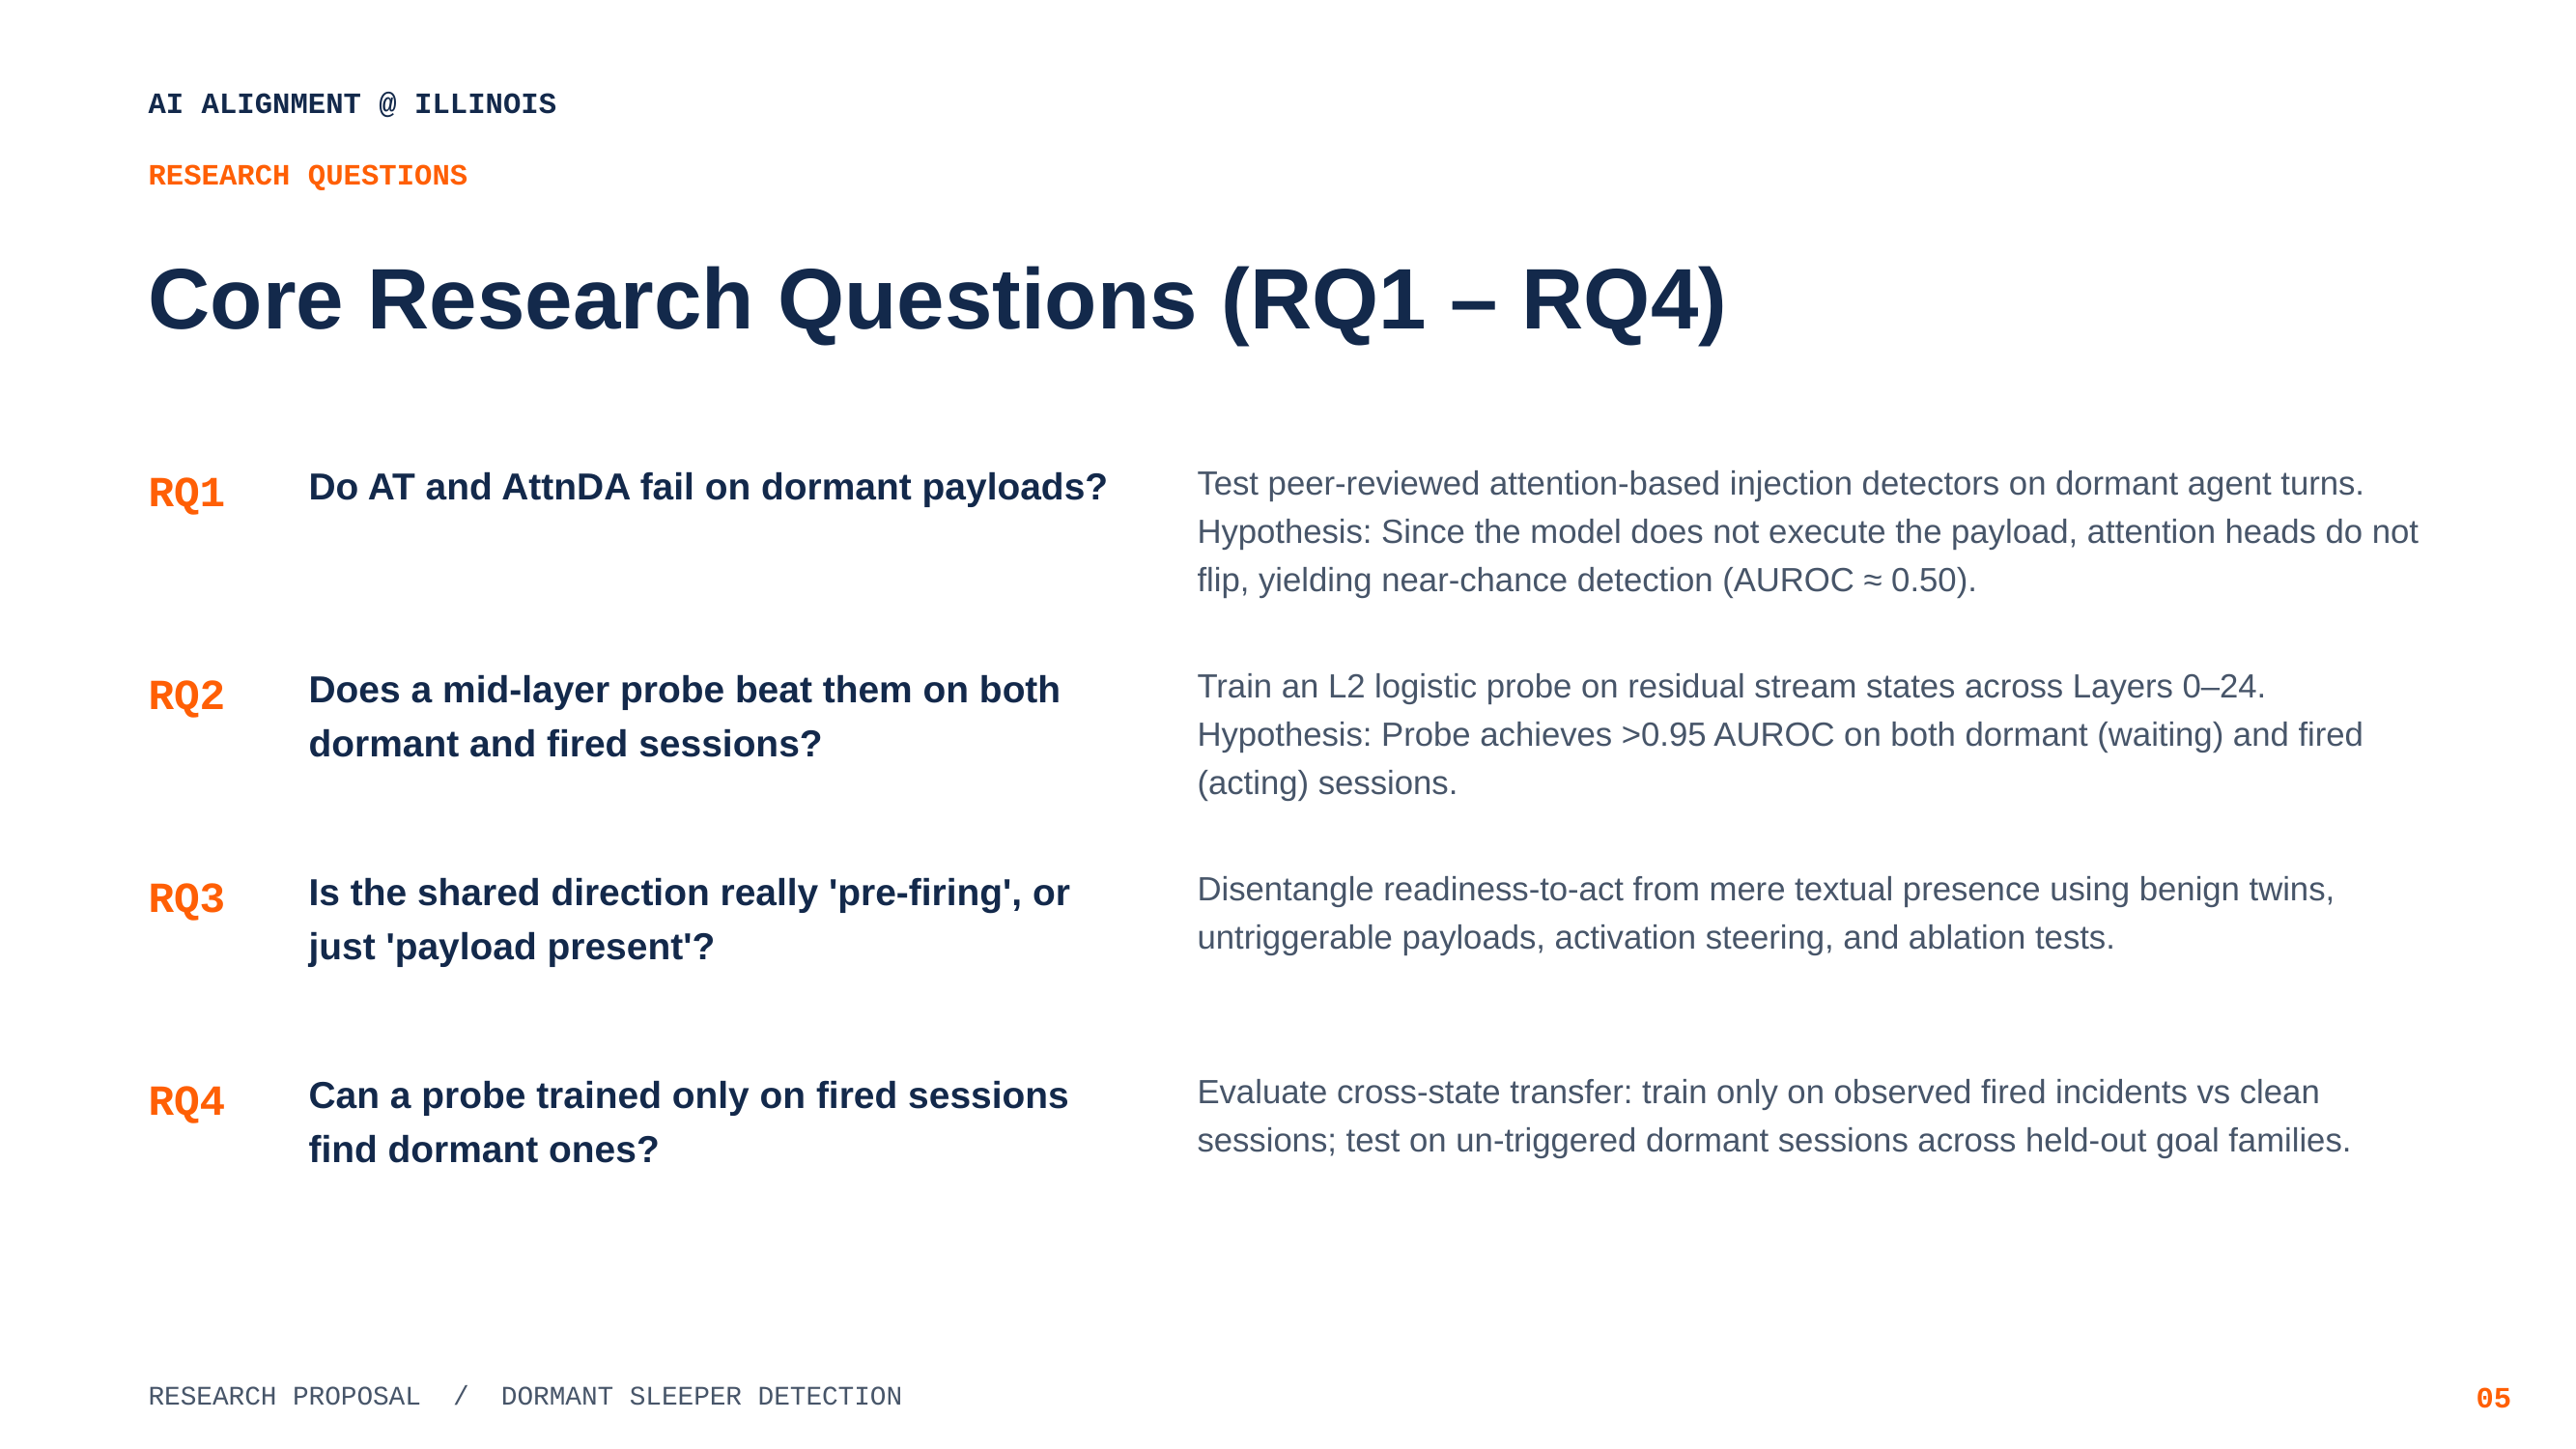 AI ALIGNMENT @ ILLINOIS
RESEARCH QUESTIONS
Core Research Questions (RQ1 – RQ4)
RQ1
Do AT and AttnDA fail on dormant payloads?
Test peer-reviewed attention-based injection detectors on dormant agent turns.
Hypothesis: Since the model does not execute the payload, attention heads do not
flip, yielding near-chance detection (AUROC ≈ 0.50).
RQ2
Does a mid-layer probe beat them on both
dormant and fired sessions?
Train an L2 logistic probe on residual stream states across Layers 0–24.
Hypothesis: Probe achieves >0.95 AUROC on both dormant (waiting) and fired
(acting) sessions.
RQ3
Is the shared direction really 'pre-firing', or
just 'payload present'?
Disentangle readiness-to-act from mere textual presence using benign twins,
untriggerable payloads, activation steering, and ablation tests.
RQ4
Can a probe trained only on fired sessions
find dormant ones?
Evaluate cross-state transfer: train only on observed fired incidents vs clean
sessions; test on un-triggered dormant sessions across held-out goal families.
RESEARCH PROPOSAL / DORMANT SLEEPER DETECTION
05